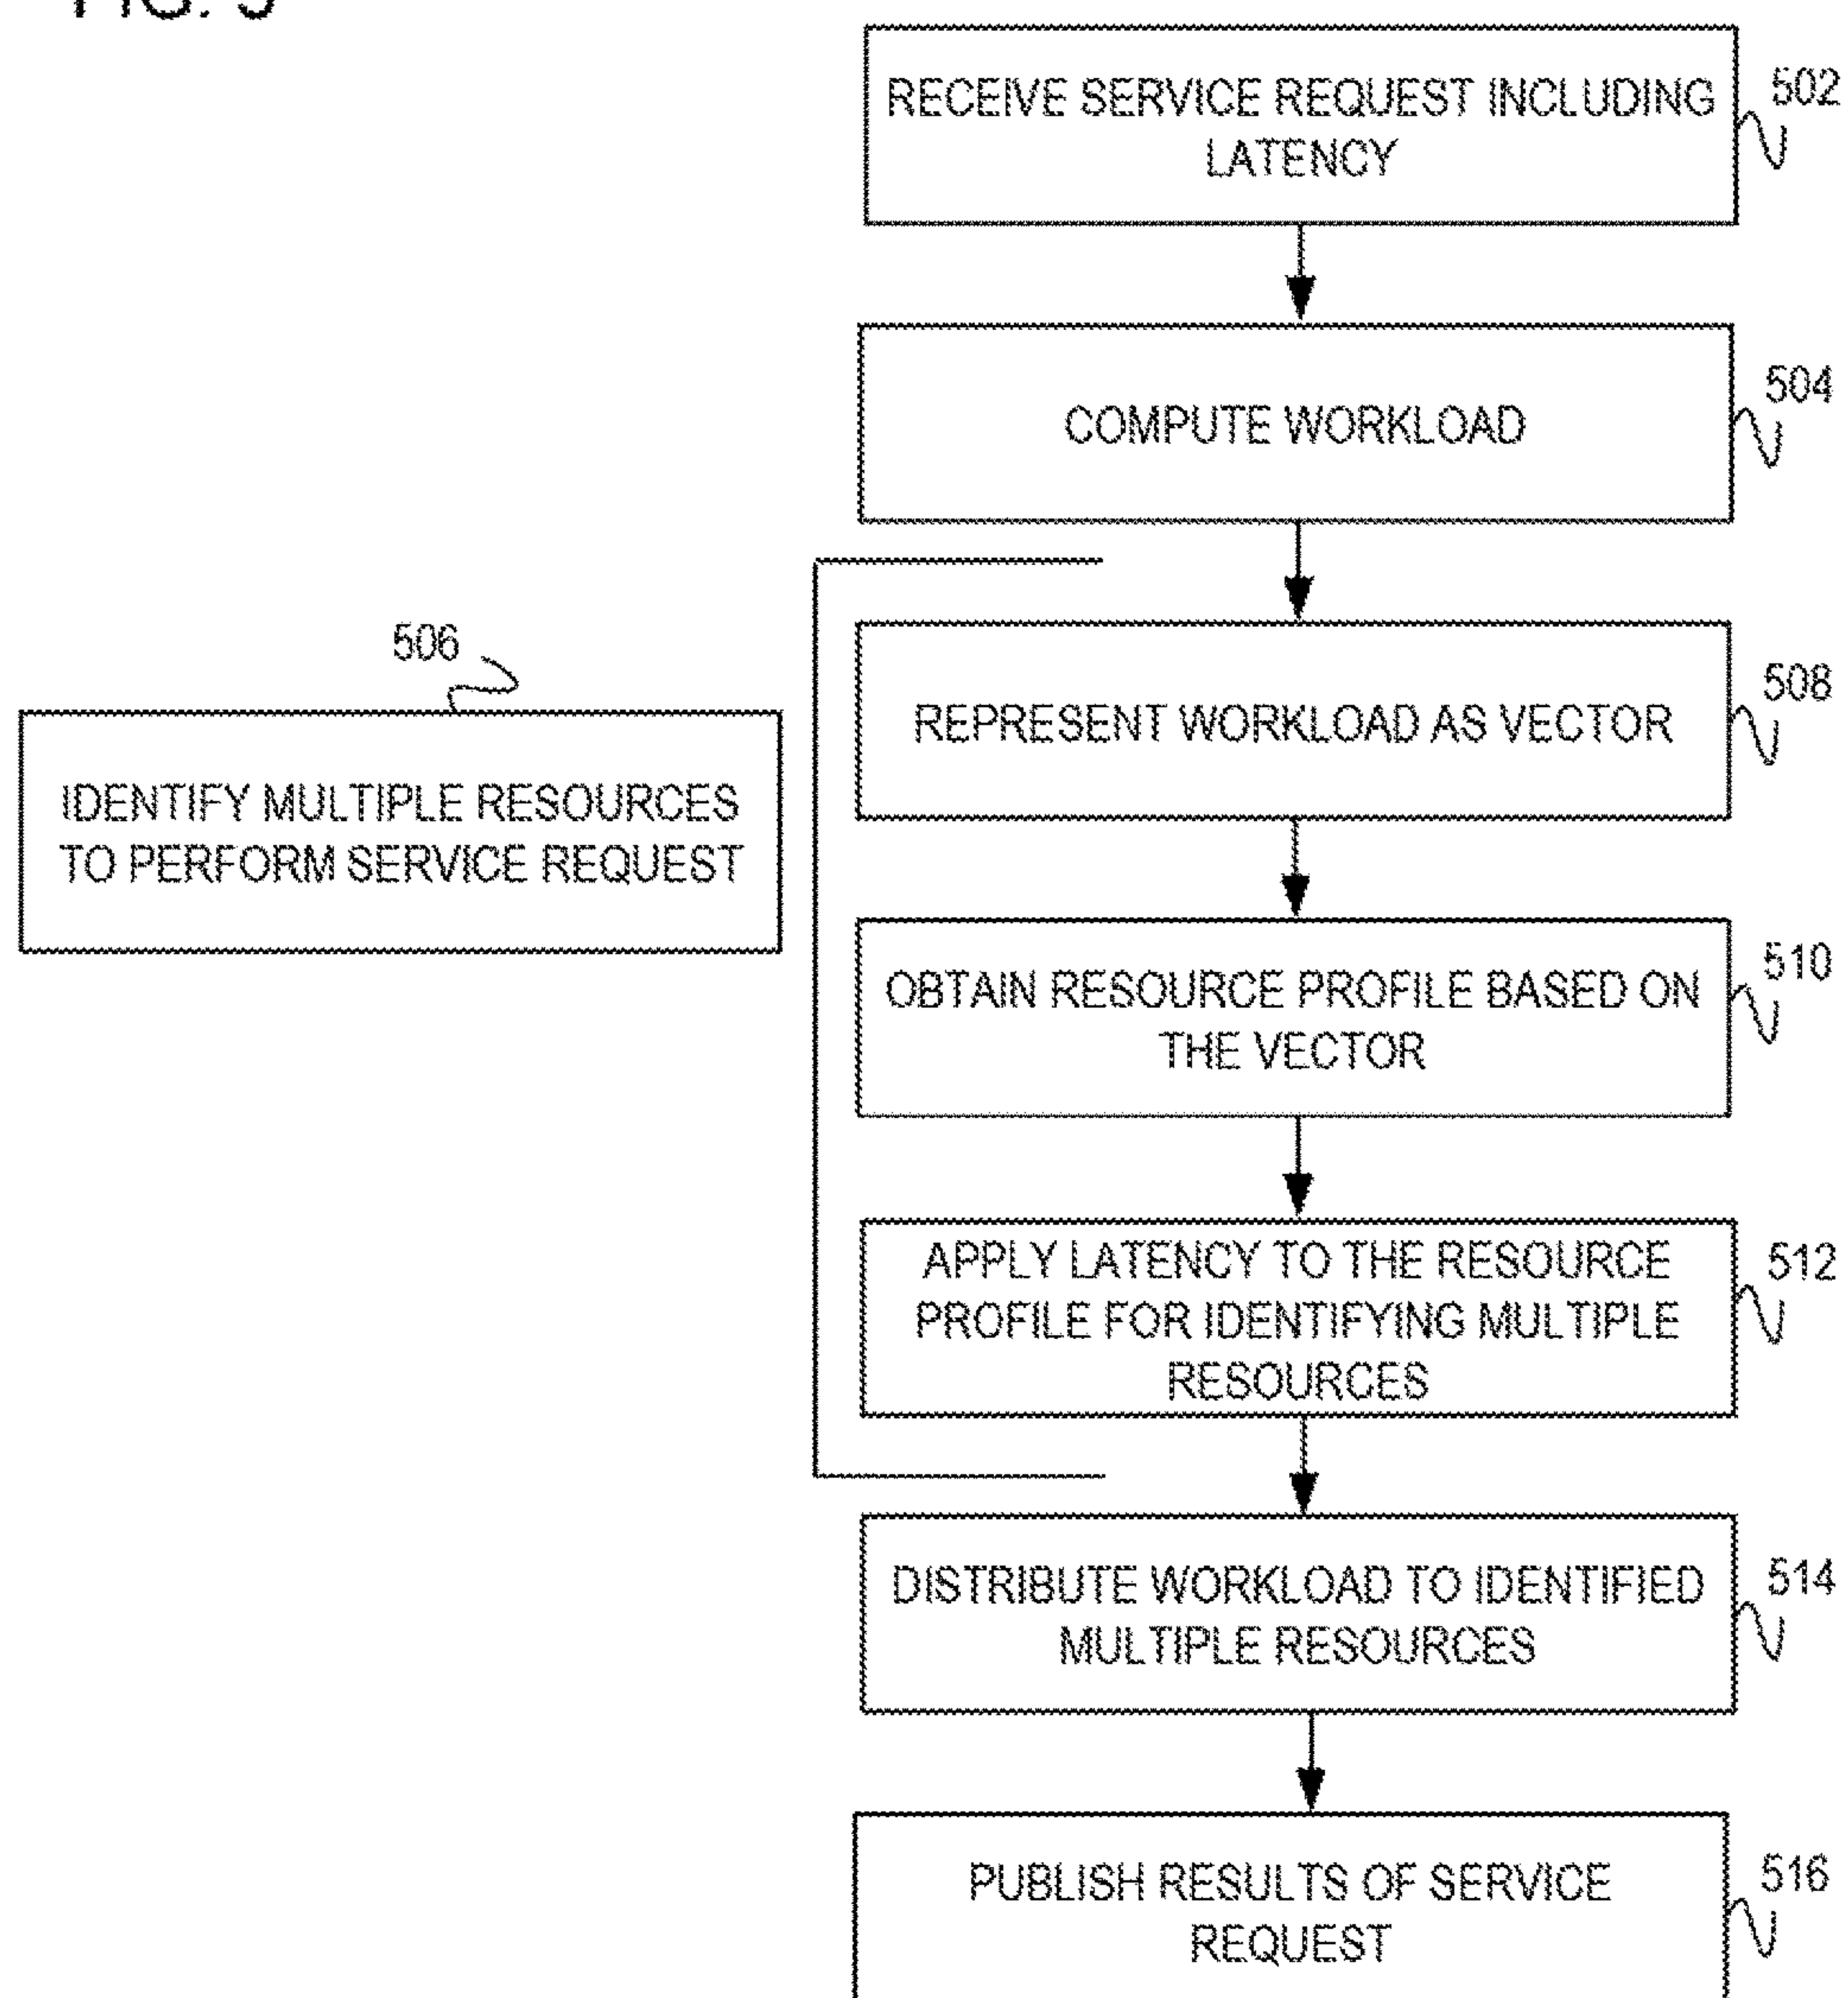 FIG. 5
RECEIVE SERVICE REQUEST INCLUDING
LATENCY
502
COMPUTE WORKLOAD
504
506
IDENTIFY MULTIPLE RESOURCES
TO PERFORM SERVICE REQUEST
REPRESENT WORKLOAD AS VECTOR
508
OBTAIN RESOURCE PROFILE BASED ON
THE VECTOR
510
APPLY LATENCY TO THE RESOURCE
PROFILE FOR IDENTIFYING MULTIPLE
RESOURCES
512
DISTRIBUTE WORKLOAD TO IDENTIFIED
MULTIPLE RESOURCES
514
PUBLISH RESULTS OF SERVICE
REQUEST
516